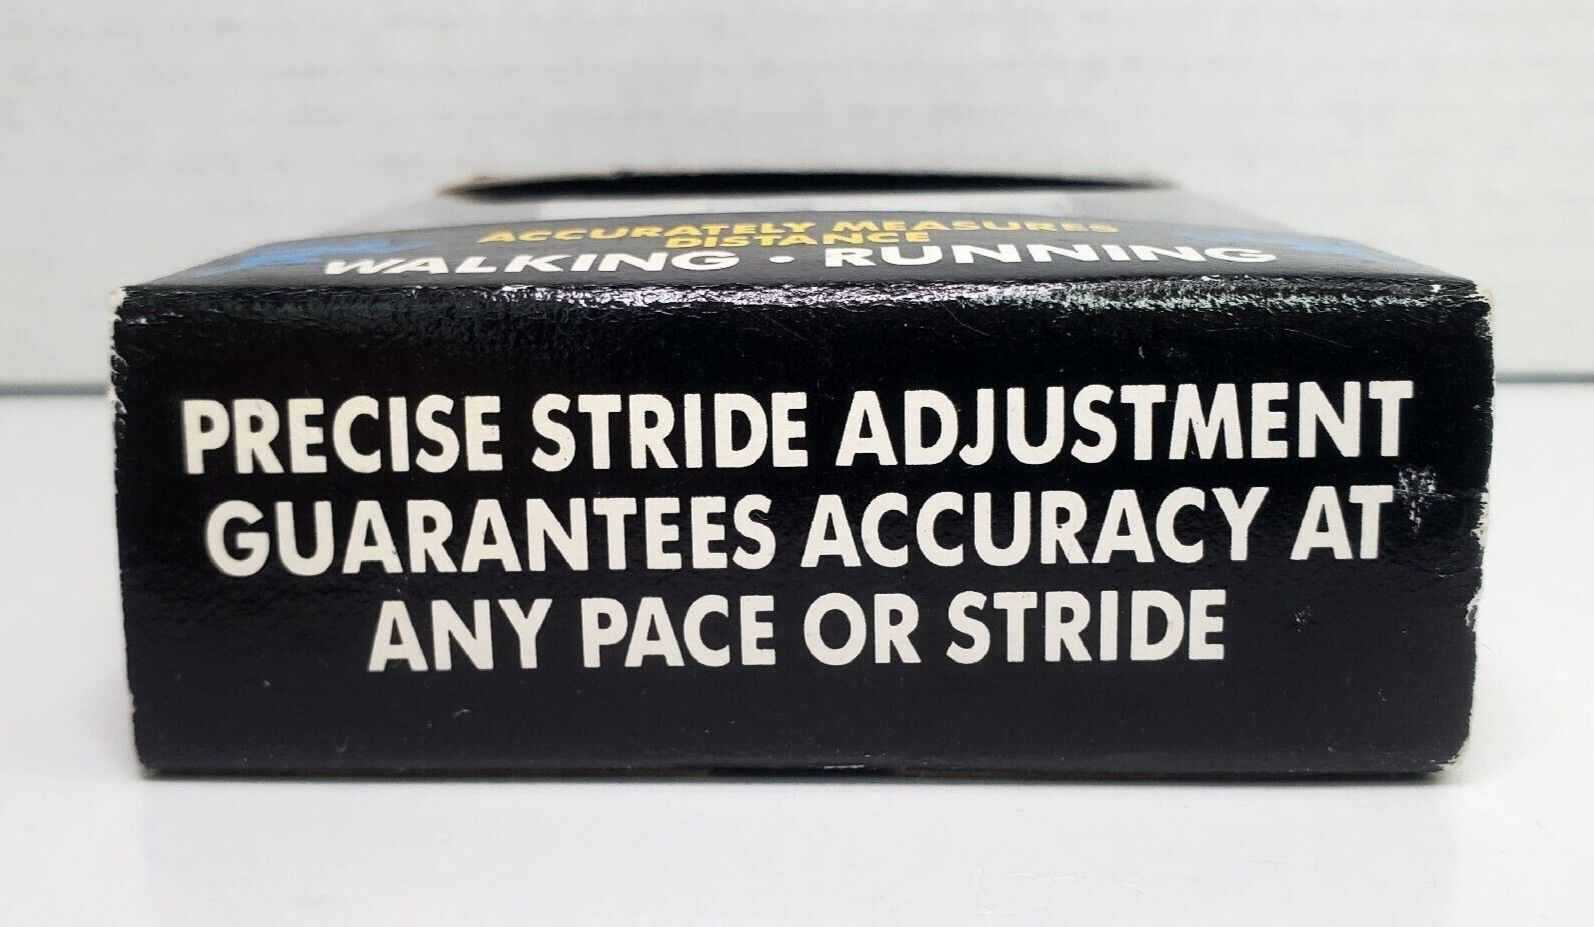 ACCURATELY MEASURES
DISTANCE
WALKING • RUNNING
PRECISE STRIDE ADJUSTMENT
GUARANTEES ACCURACY AT
ANY PACE OR STRIDE